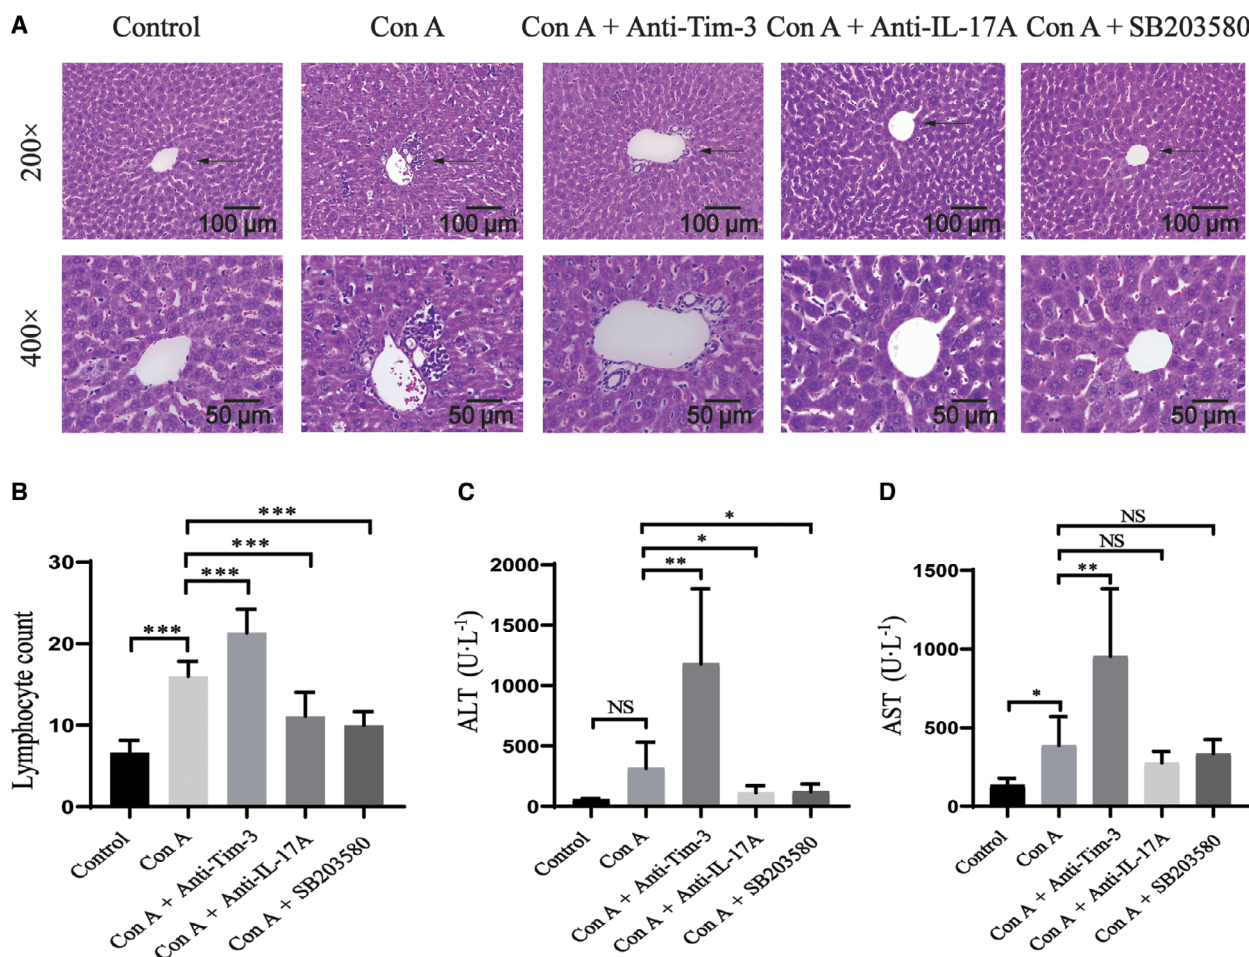 A
Control
Con A
Con A + Anti-Tim-3
Con A + Anti-IL-17A
Con A + SB203580
200×
100 µm
100 µm
100 µm
100 µm
100 µm
400×
50 µm
50 µm
50 µm
50 µm
50 µm
B
***
***
***
***
30
20
10
0
Lymphocyte count
Control
Con A
Con A + Anti-Tim-3
Con A + Anti-IL-17A
Con A + SB203580
C
*
*
**
NS
2000
1500
1000
500
0
ALT (U·L⁻¹)
Control
Con A
Con A + Anti-Tim-3
Con A + Anti-IL-17A
Con A + SB203580
D
NS
NS
**
*
1500
1000
500
0
AST (U·L⁻¹)
Control
Con A
Con A + Anti-Tim-3
Con A + Anti-IL-17A
Con A + SB203580